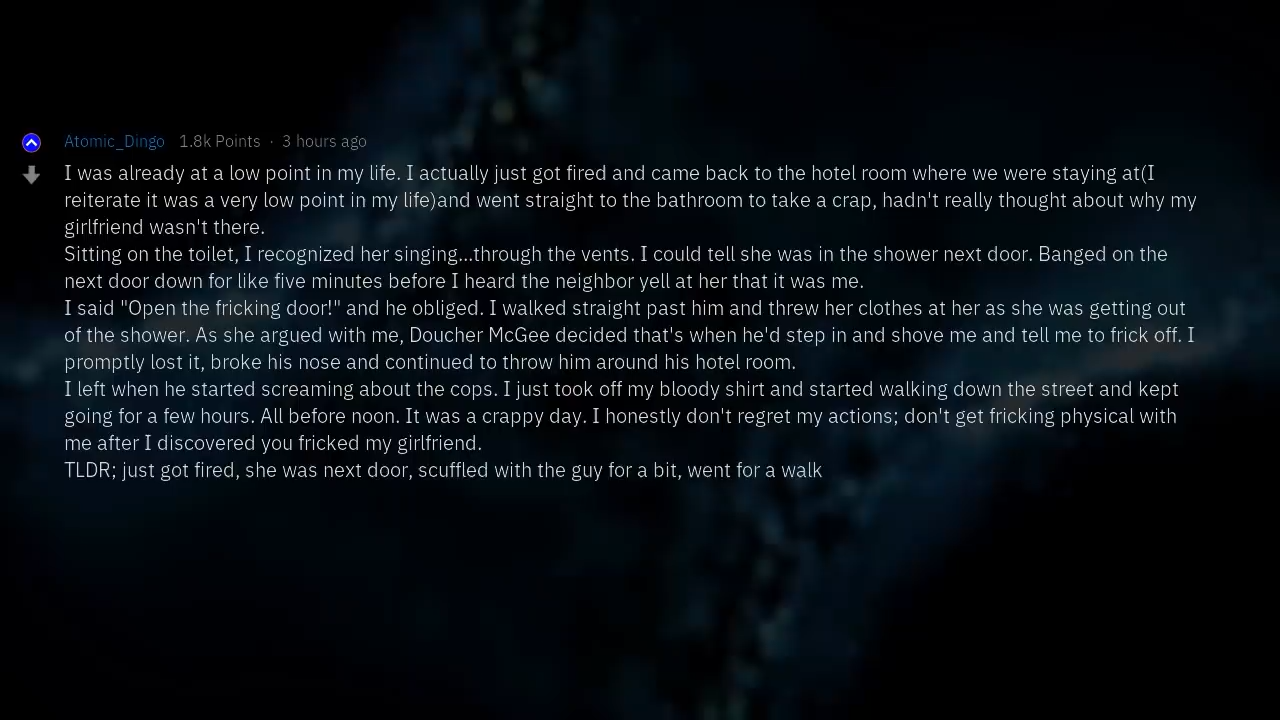 Atomic_Dingo 1.8k Points · 3 hours ago
I was already at a low point in my life. I actually just got fired and came back to the hotel room where we were staying at(I
reiterate it was a very low point in my life)and went straight to the bathroom to take a crap, hadn't really thought about why my
girlfriend wasn't there.
Sitting on the toilet, I recognized her singing...through the vents. I could tell she was in the shower next door. Banged on the
next door down for like five minutes before I heard the neighbor yell at her that it was me.
I said "Open the fricking door!" and he obliged. I walked straight past him and threw her clothes at her as she was getting out
of the shower. As she argued with me, Doucher McGee decided that's when he'd step in and shove me and tell me to frick off. I
promptly lost it, broke his nose and continued to throw him around his hotel room.
I left when he started screaming about the cops. I just took off my bloody shirt and started walking down the street and kept
going for a few hours. All before noon. It was a crappy day. I honestly don't regret my actions; don't get fricking physical with
me after I discovered you fricked my girlfriend.
TLDR; just got fired, she was next door, scuffled with the guy for a bit, went for a walk